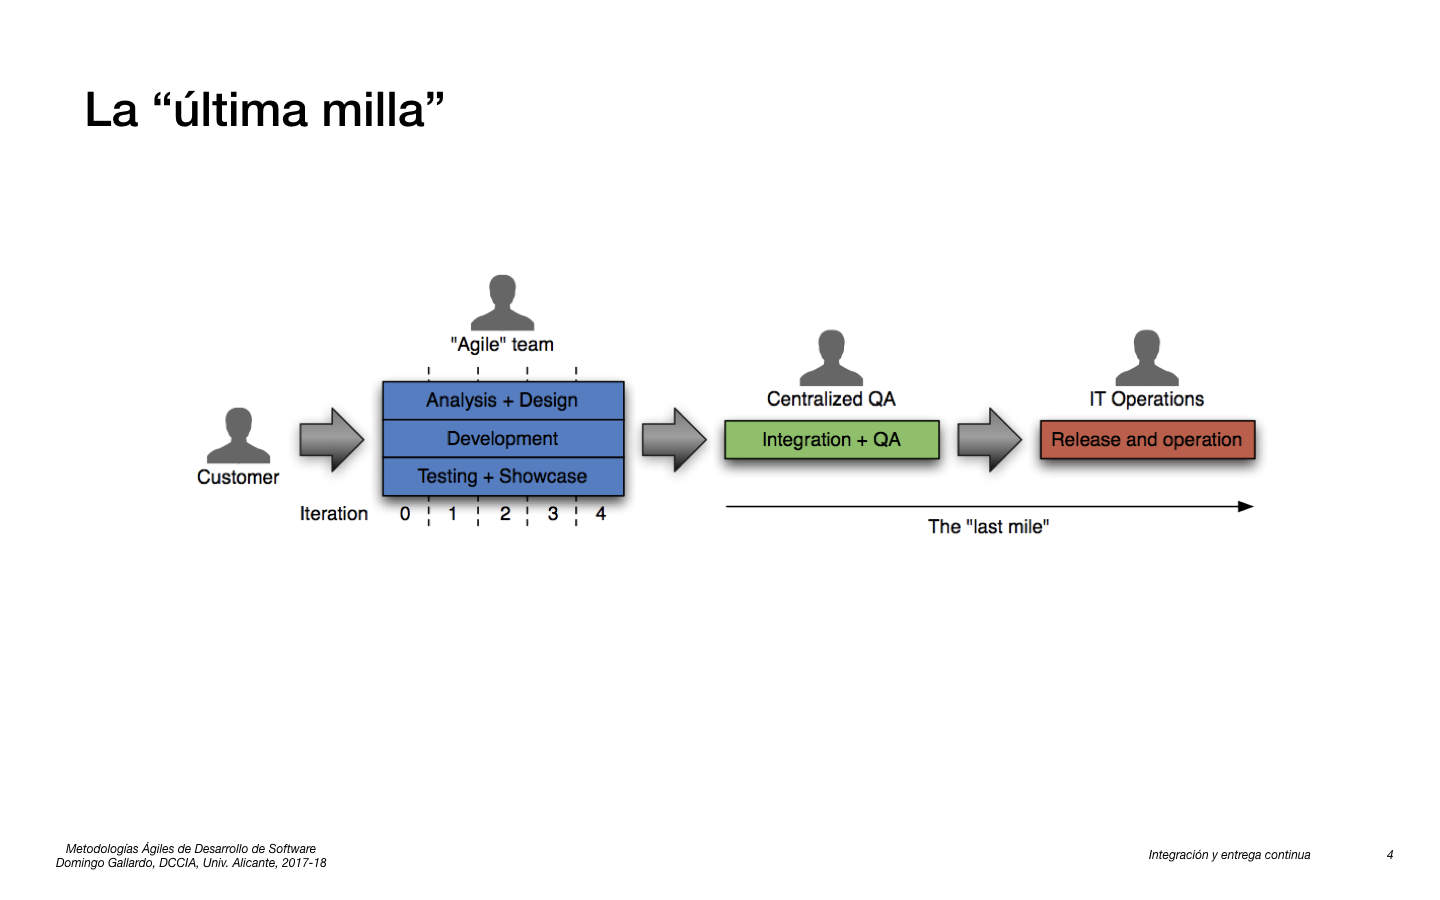 La “última milla”
"Agile" team
Analysis + Design
Development
Testing + Showcase
Customer
Iteration 0 1 2 3 4
Centralized QA
Integration + QA
IT Operations
Release and operation
The "last mile"
Metodologías Ágiles de Desarrollo de Software
Domingo Gallardo, DCCIA, Univ. Alicante, 2017-18
Integración y entrega continua 4